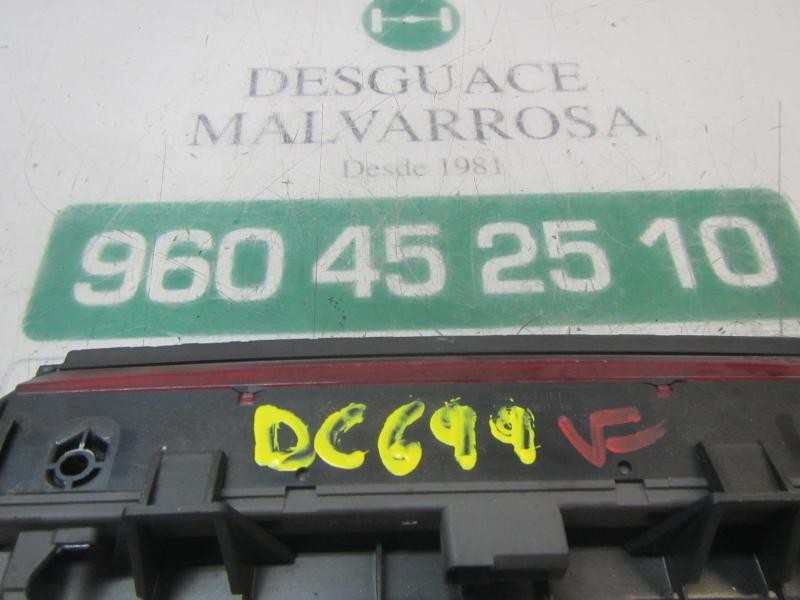 DESGUACE
MALVARROSA
Desde 1981
960 45 25 10
DC699 V